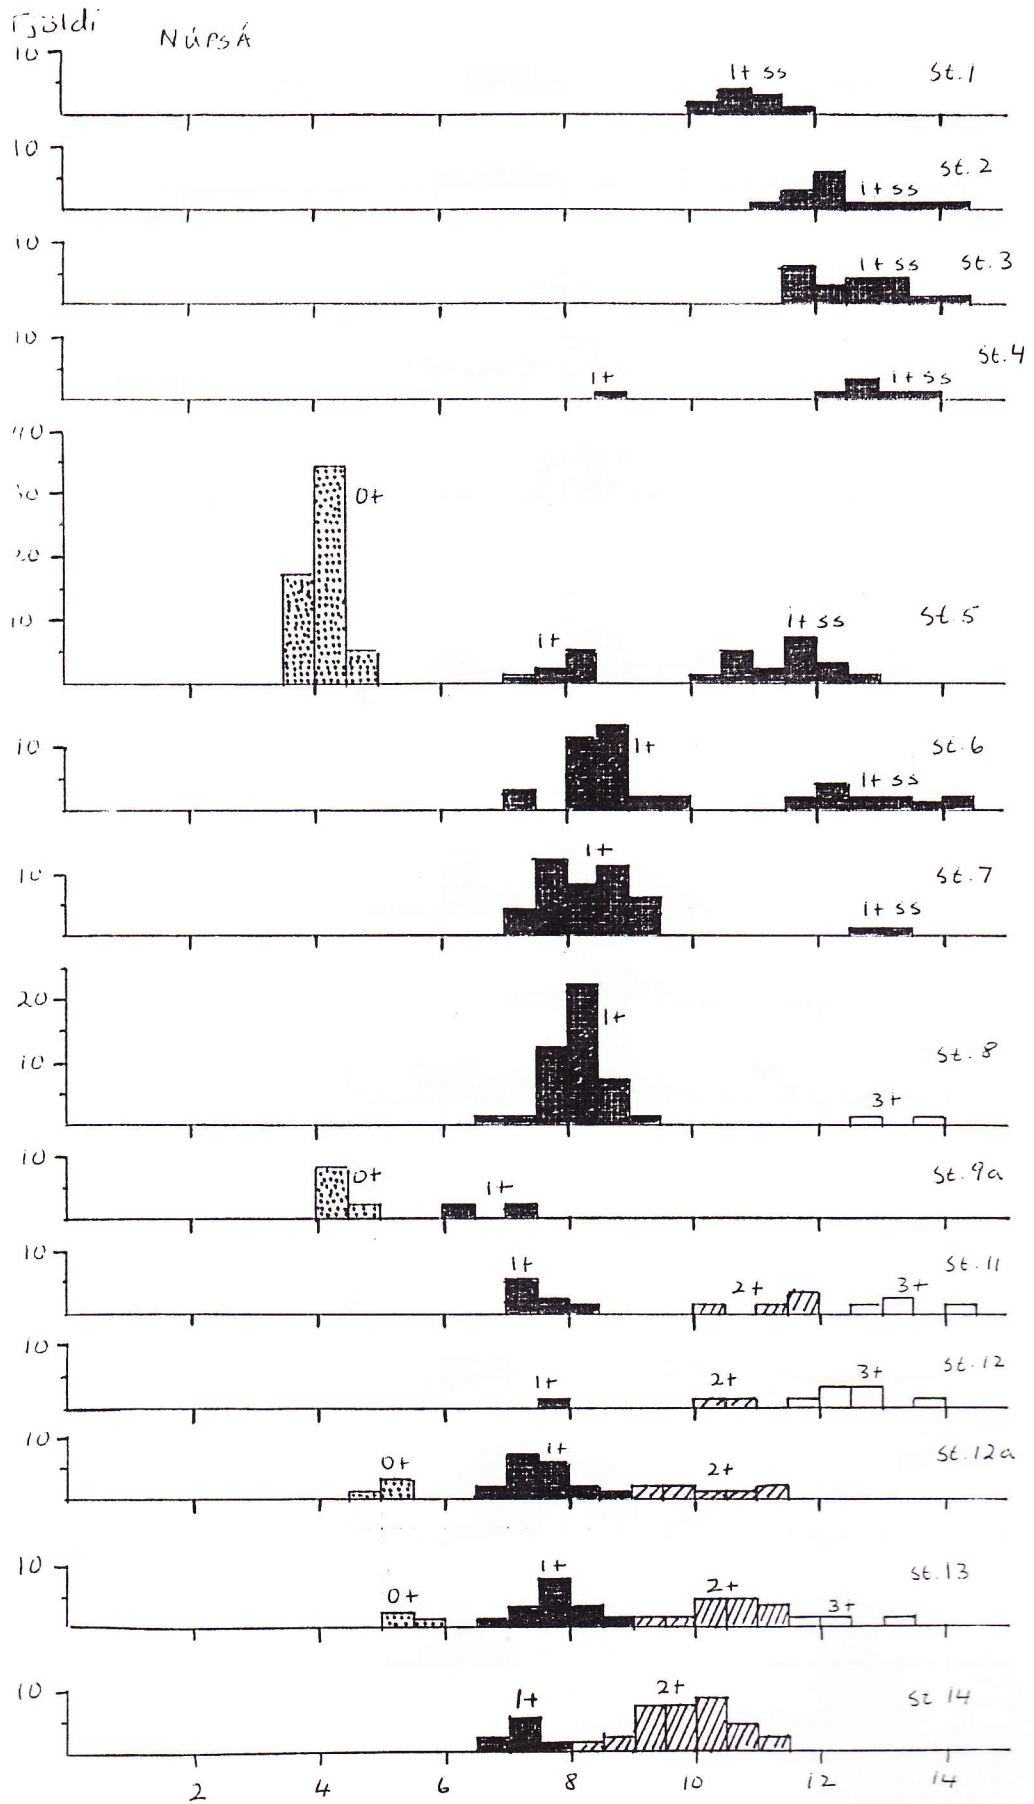 Fjöldi
NÚPSÁ
10
1+ ss
st.1
10
st. 2
1+ ss
10
1+ ss
st. 3
10
st.4
1+
1+ ss
40
30
0+
20
10
1+
1+ ss
st.5
10
1+
1+ ss
st.6
10
1+
1+ ss
st.7
20
10
1+
st. 8
3+
10
0+
1+
st.9a
10
1+
2+
3+
st.11
10
1+
2+
3+
st.12
10
0+
1+
2+
st.12a
10
0+
1+
2+
3+
st.13
10
1+
2+
st 14
2 4 6 8 10 12 14